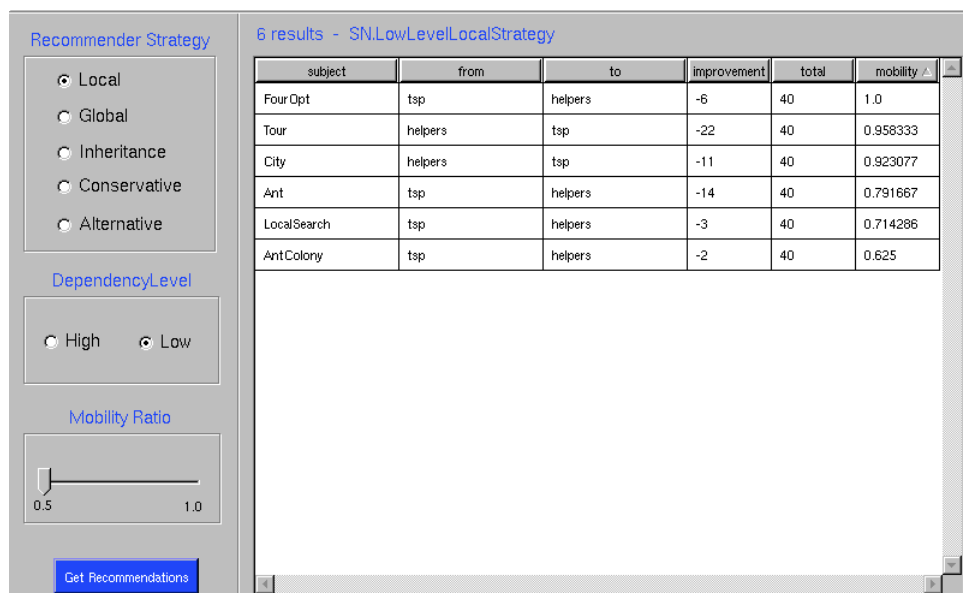 Recommender Strategy
Local
Global
Inheritance
Conservative
Alternative
DependencyLevel
High Low
Mobility Ratio
0.5 1.0
Get Recommendations
6 results - SN.LowLevelLocalStrategy
subject from to improvement total mobility
FourOpt tsp helpers -6 40 1.0
Tour helpers tsp -22 40 0.958333
City helpers tsp -11 40 0.923077
Ant tsp helpers -14 40 0.791667
LocalSearch tsp helpers -3 40 0.714286
AntColony tsp helpers -2 40 0.625